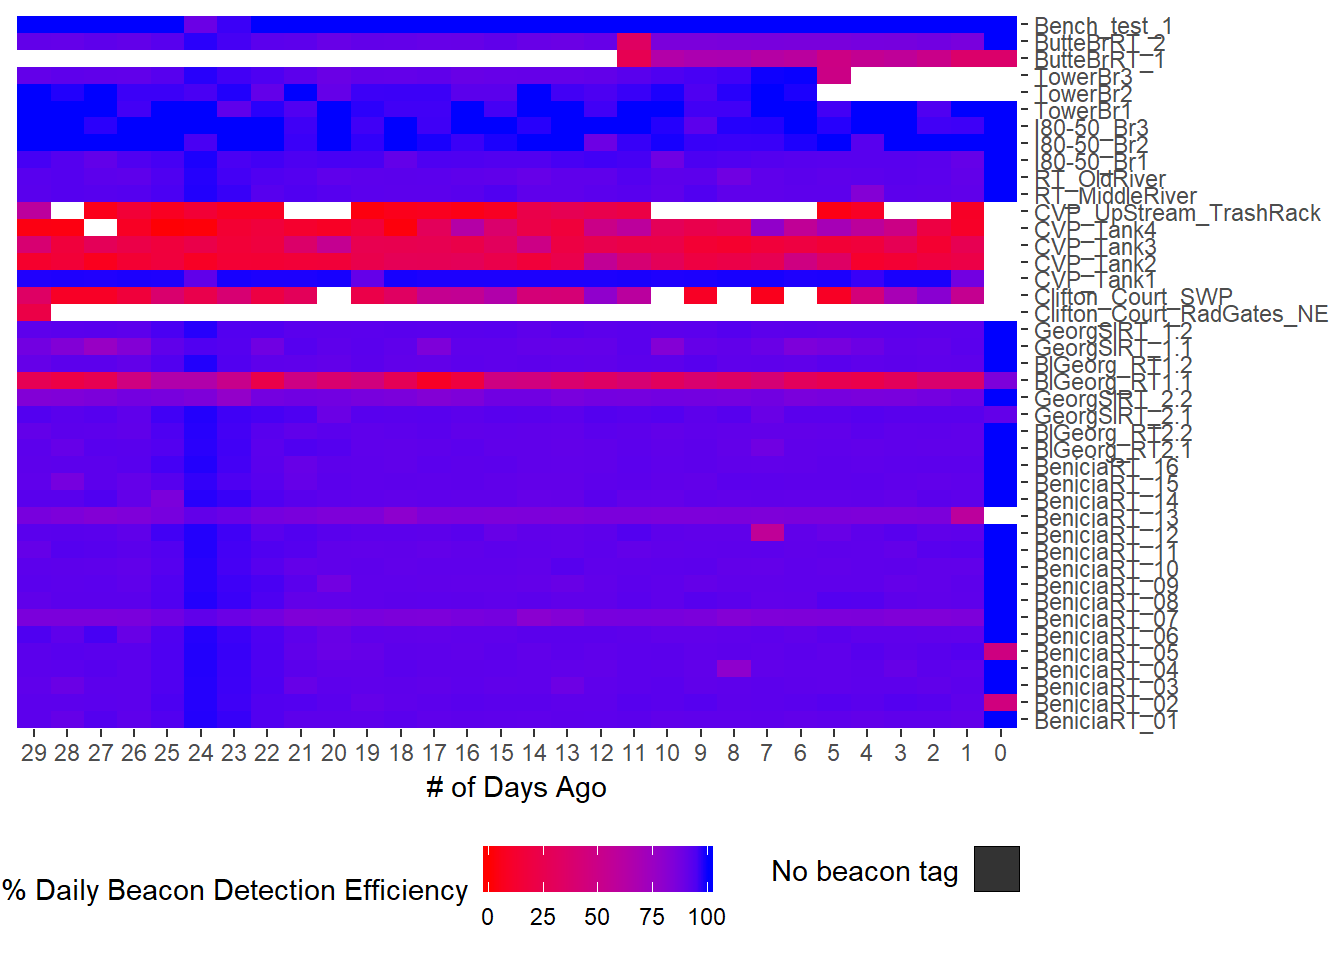 Bench_test_1
ButteBrRT_2
ButteBrRT_1
TowerBr3
TowerBr2
TowerBr1
I80-50_Br3
I80-50_Br2
I80-50_Br1
RT_OldRiver
RT_MiddleRiver
CVP_UpStream_TrashRack
CVP_Tank4
CVP_Tank3
CVP_Tank2
CVP_Tank1
Clifton_Court_SWP
Clifton_Court_RadGates_NE
GeorgSlRT_1.2
GeorgSlRT_1.1
BlGeorg_RT1.2
BlGeorg_RT1.1
GeorgSlRT_2.2
GeorgSlRT_2.1
BlGeorg_RT2.2
BlGeorg_RT2.1
BeniciaRT_16
BeniciaRT_15
BeniciaRT_14
BeniciaRT_13
BeniciaRT_12
BeniciaRT_11
BeniciaRT_10
BeniciaRT_09
BeniciaRT_08
BeniciaRT_07
BeniciaRT_06
BeniciaRT_05
BeniciaRT_04
BeniciaRT_03
BeniciaRT_02
BeniciaRT_01
29 28 27 26 25 24 23 22 21 20 19 18 17 16 15 14 13 12 11 10 9 8 7 6 5 4 3 2 1 0
# of Days Ago
% Daily Beacon Detection Efficiency
0 25 50 75 100
No beacon tag